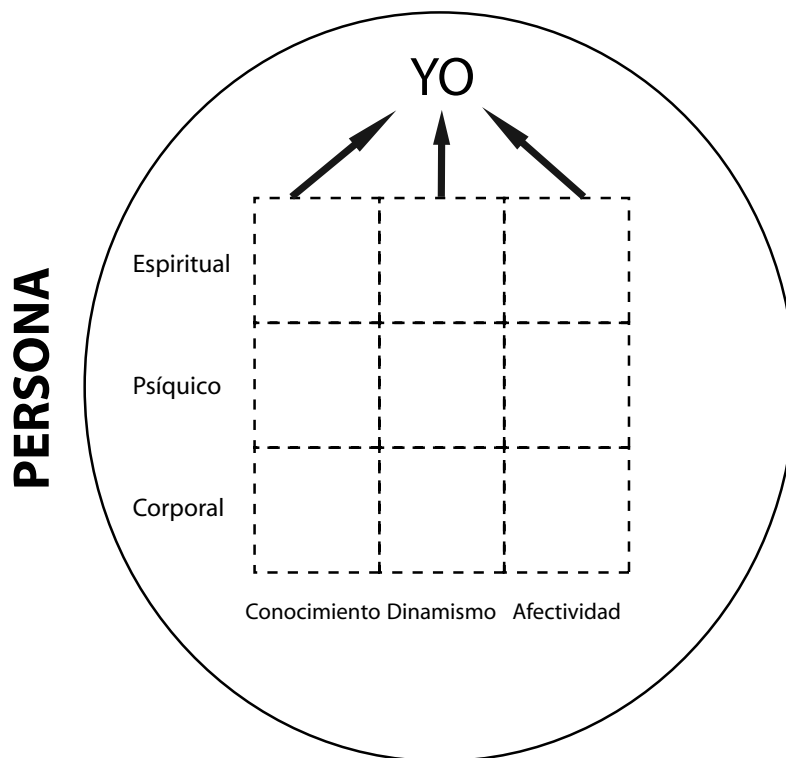 YO
PERSONA
Espiritual
Psíquico
Corporal
Conocimiento Dinamismo Afectividad